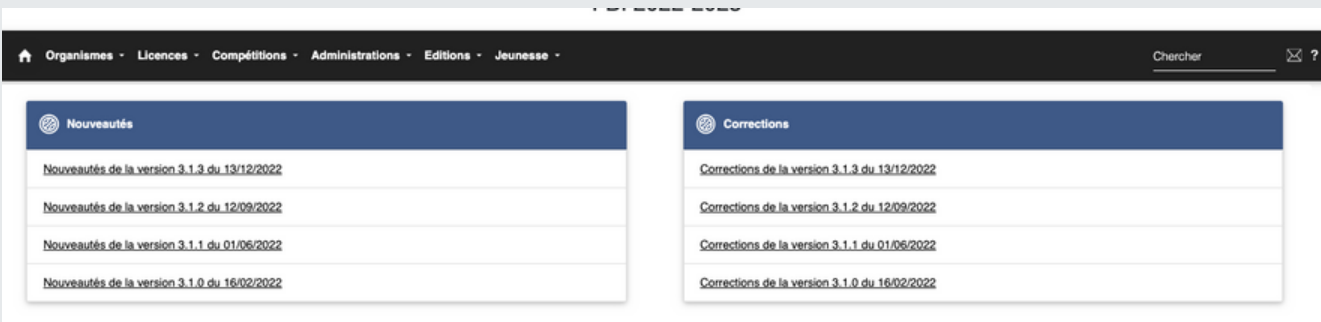 Organismes Licences Compétitions Administrations Editions Jeunesse Chercher ?
Nouveautés
Nouveautés de la version 3.1.3 du 13/12/2022
Nouveautés de la version 3.1.2 du 12/09/2022
Nouveautés de la version 3.1.1 du 01/06/2022
Nouveautés de la version 3.1.0 du 16/02/2022
Corrections
Corrections de la version 3.1.3 du 13/12/2022
Corrections de la version 3.1.2 du 12/09/2022
Corrections de la version 3.1.1 du 01/06/2022
Corrections de la version 3.1.0 du 16/02/2022